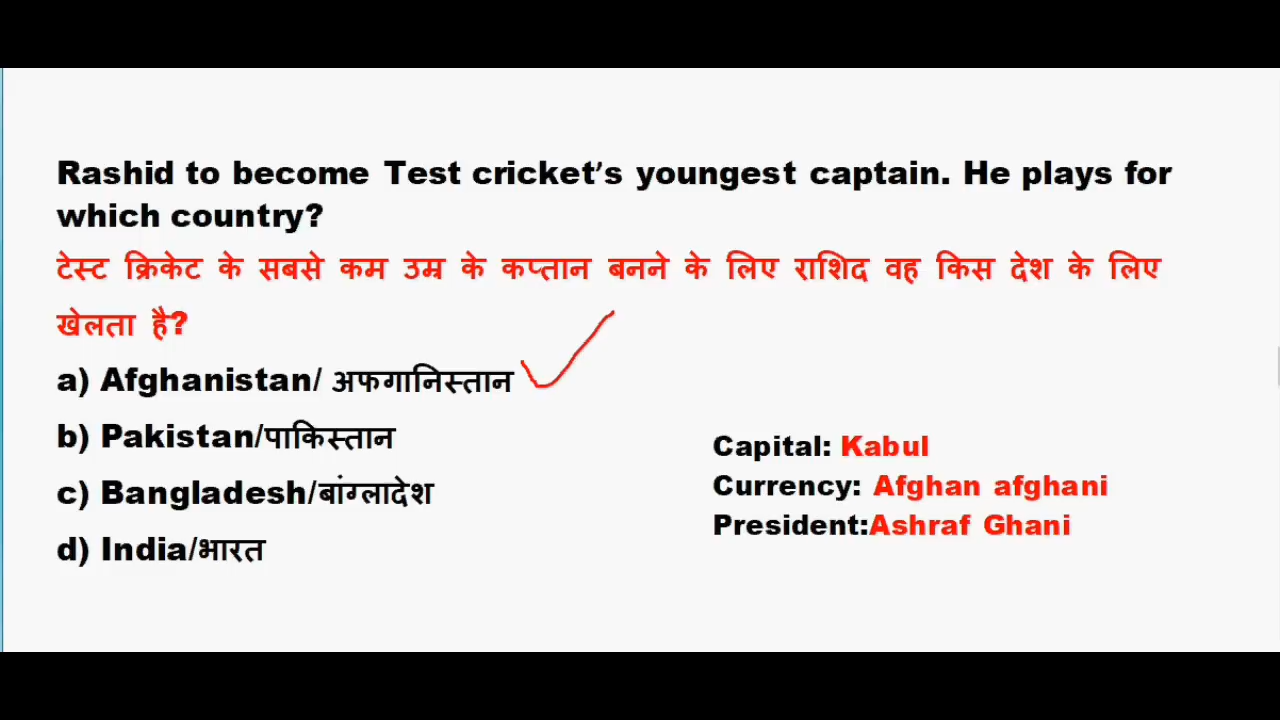 Rashid to become Test cricket's youngest captain. He plays for
which country?
टेस्ट क्रिकेट के सबसे कम उम्र के कप्तान बनने के लिए राशिद वह किस देश के लिए
खेलता है?
a) Afghanistan/ अफगानिस्तान
b) Pakistan/पाकिस्तान
c) Bangladesh/बांग्लादेश
d) India/भारत
Capital: Kabul
Currency: Afghan afghani
President:Ashraf Ghani